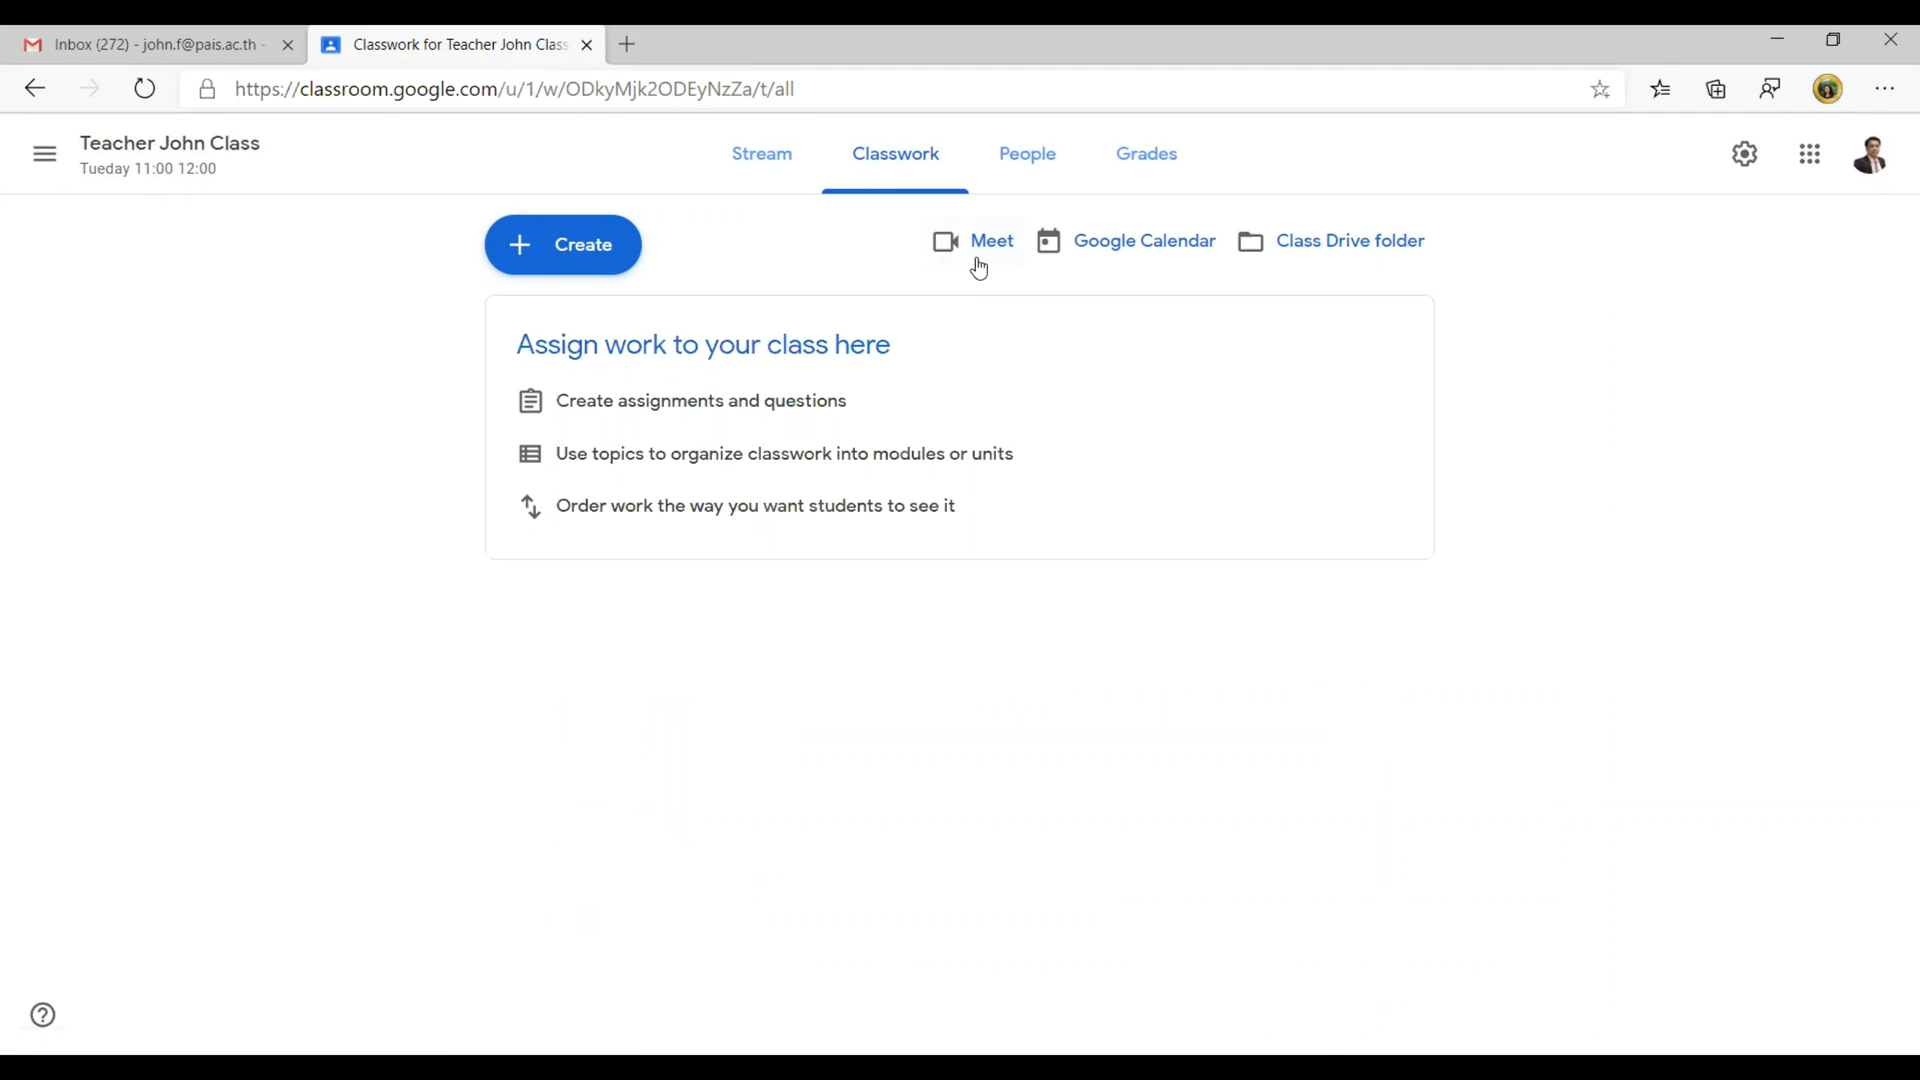 Inbox (272) - john.f@pais.ac.th -
Classwork for Teacher John Class
https://classroom.google.com/u/1/w/ODkyMjk2ODEyNzZa/t/all
Teacher John Class
Tueday 11:00 12:00
Stream
Classwork
People
Grades
Create
Meet
Google Calendar
Class Drive folder
Assign work to your class here
Create assignments and questions
Use topics to organize classwork into modules or units
Order work the way you want students to see it